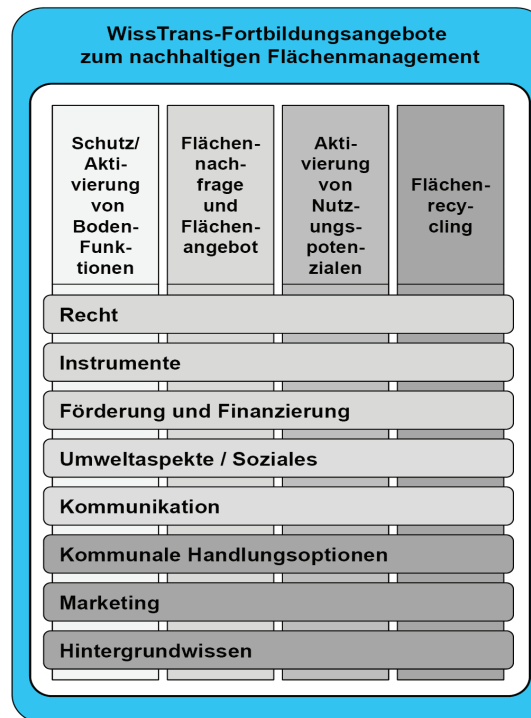 WissTrans-Fortbildungsangebote
zum nachhaltigen Flächenmanagement
Schutz/
Akti-
vierung
von
Boden-
Funk-
tionen
Flächen-
nach-
frage
und
Flächen-
angebot
Akti-
vierung
von
Nutz-
ungs-
poten-
zialen
Flächen-
recy-
cling
Recht
Instrumente
Förderung und Finanzierung
Umweltaspekte / Soziales
Kommunikation
Kommunale Handlungsoptionen
Marketing
Hintergrundwissen